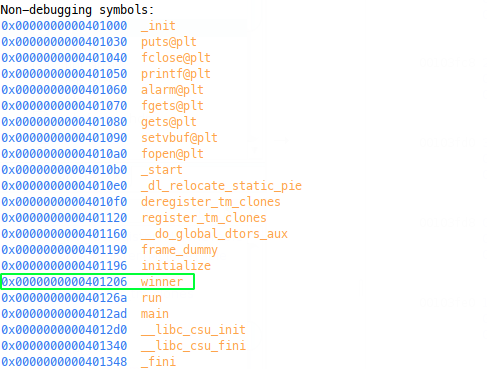 Non-debugging symbols:
0x0000000000401000 _init
0x0000000000401030 puts@plt
0x0000000000401040 fclose@plt
0x0000000000401050 printf@plt
0x0000000000401060 alarm@plt
0x0000000000401070 fgets@plt
0x0000000000401080 gets@plt
0x0000000000401090 setvbuf@plt
0x00000000004010a0 fopen@plt
0x00000000004010b0 _start
0x00000000004010e0 _dl_relocate_static_pie
0x00000000004010f0 deregister_tm_clones
0x0000000000401120 register_tm_clones
0x0000000000401160 __do_global_dtors_aux
0x0000000000401190 frame_dummy
0x0000000000401196 initialize
0x0000000000401206 winner
0x000000000040126a run
0x00000000004012ad main
0x00000000004012d0 __libc_csu_init
0x0000000000401340 __libc_csu_fini
0x0000000000401348 _fini